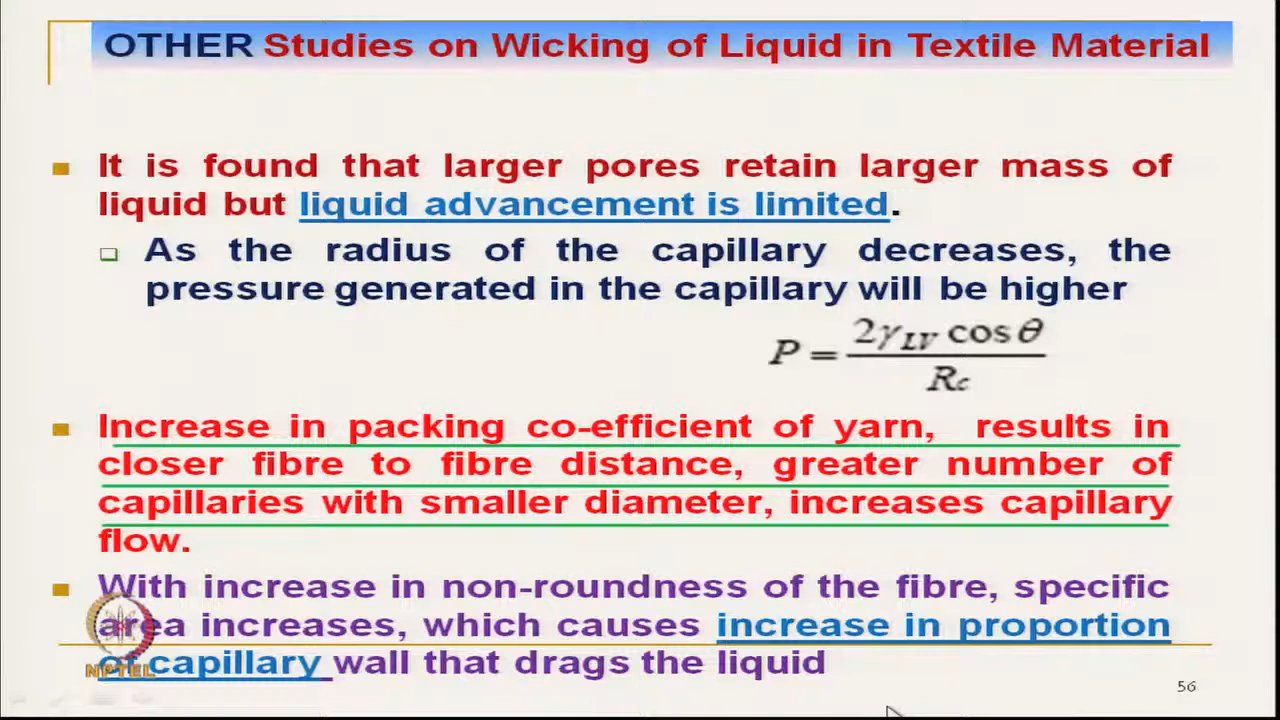 OTHER Studies on Wicking of Liquid in Textile Material
It is found that larger pores retain larger mass of
liquid but liquid advancement is limited.
As the radius of the capillary decreases, the
pressure generated in the capillary will be higher
P = 2γLV cos θ / Rc
Increase in packing co-efficient of yarn, results in
closer fibre to fibre distance, greater number of
capillaries with smaller diameter, increases capillary
flow.
With increase in non-roundness of the fibre, specific
area increases, which causes increase in proportion
of capillary wall that drags the liquid
NPTEL
56